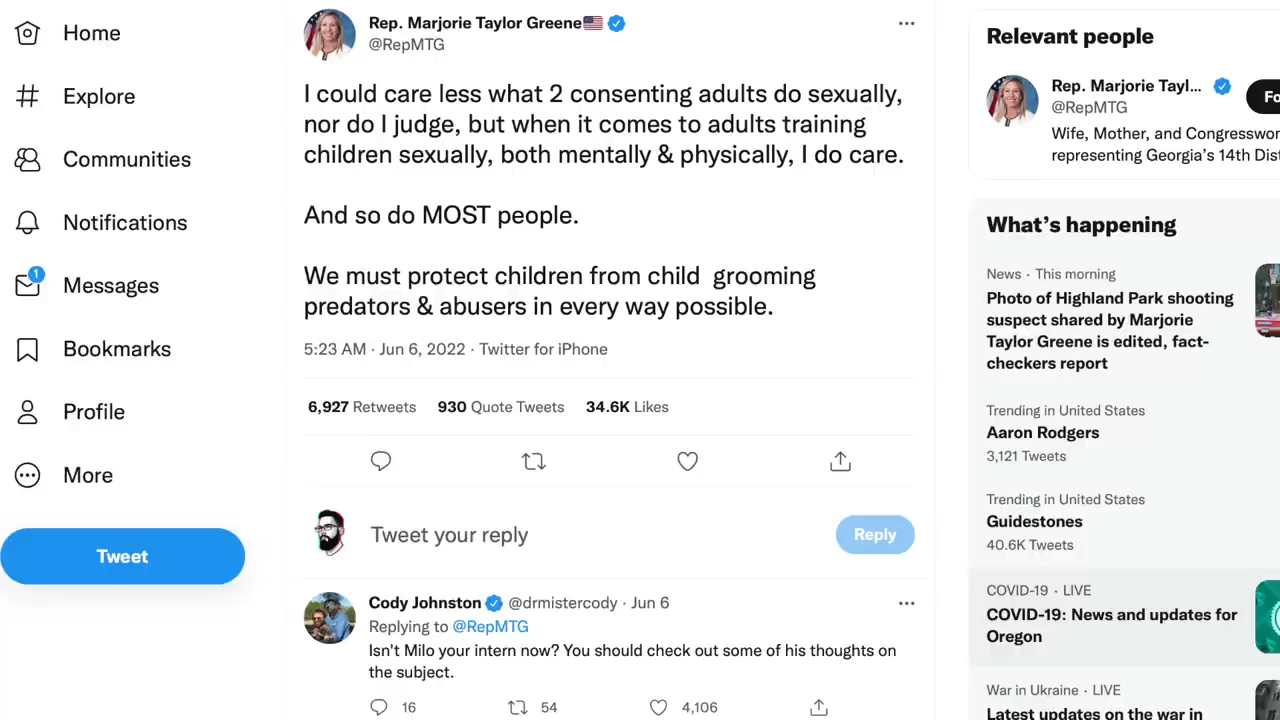 Home
Explore
Communities
Notifications
1
Messages
Bookmarks
Profile
More
Tweet
Rep. Marjorie Taylor Greene🇺🇸
@RepMTG
I could care less what 2 consenting adults do sexually,
nor do I judge, but when it comes to adults training
children sexually, both mentally & physically, I do care.
And so do MOST people.
We must protect children from child  grooming
predators & abusers in every way possible.
5:23 AM · Jun 6, 2022 · Twitter for iPhone
6,927 Retweets 930 Quote Tweets 34.6K Likes
Tweet your reply
Reply
Cody Johnston @drmistercody · Jun 6
Replying to @RepMTG
Isn't Milo your intern now? You should check out some of his thoughts on
the subject.
16 54 4,106
Relevant people
Rep. Marjorie Tayl...
@RepMTG
Fo
Wife, Mother, and Congresswor
representing Georgia's 14th Dist
What's happening
News · This morning
Photo of Highland Park shooting
suspect shared by Marjorie
Taylor Greene is edited, fact-
checkers report
Trending in United States
Aaron Rodgers
3,121 Tweets
Trending in United States
Guidestones
40.6K Tweets
COVID-19 · LIVE
COVID-19: News and updates for
Oregon
War in Ukraine · LIVE
Latest updates on the war in